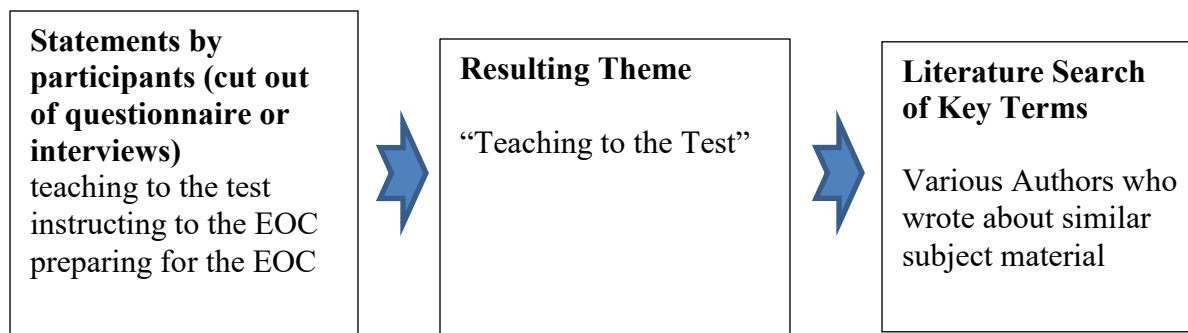 Statements by
participants (cut out
of questionnaire or
interviews)
teaching to the test
instructing to the EOC
preparing for the EOC
Resulting Theme
“Teaching to the Test”
Literature Search
of Key Terms
Various Authors who
wrote about similar
subject material